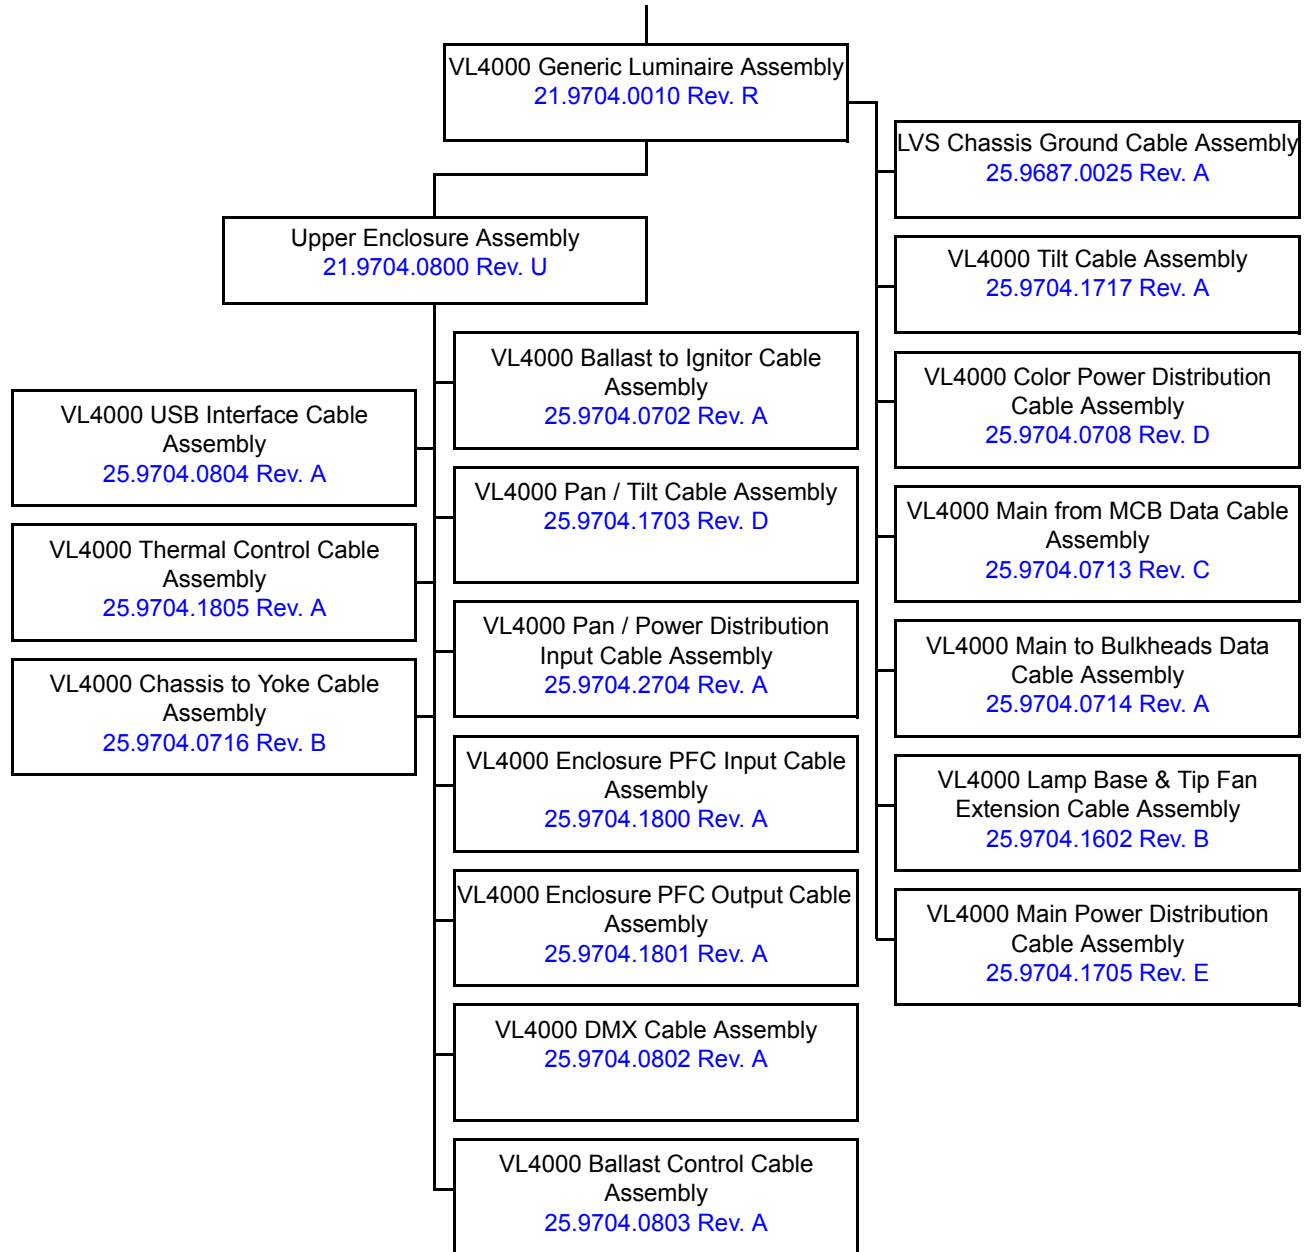 VL4000 Generic Luminaire Assembly
21.9704.0010 Rev. R
LVS Chassis Ground Cable Assembly
25.9687.0025 Rev. A
Upper Enclosure Assembly
21.9704.0800 Rev. U
VL4000 Tilt Cable Assembly
25.9704.1717 Rev. A
VL4000 Ballast to Ignitor Cable
Assembly
25.9704.0702 Rev. A
VL4000 Color Power Distribution
Cable Assembly
25.9704.0708 Rev. D
VL4000 USB Interface Cable
Assembly
25.9704.0804 Rev. A
VL4000 Pan / Tilt Cable Assembly
25.9704.1703 Rev. D
VL4000 Main from MCB Data Cable
Assembly
25.9704.0713 Rev. C
VL4000 Thermal Control Cable
Assembly
25.9704.1805 Rev. A
VL4000 Pan / Power Distribution
Input Cable Assembly
25.9704.2704 Rev. A
VL4000 Main to Bulkheads Data
Cable Assembly
25.9704.0714 Rev. A
VL4000 Chassis to Yoke Cable
Assembly
25.9704.0716 Rev. B
VL4000 Enclosure PFC Input Cable
Assembly
25.9704.1800 Rev. A
VL4000 Lamp Base & Tip Fan
Extension Cable Assembly
25.9704.1602 Rev. B
VL4000 Enclosure PFC Output Cable
Assembly
25.9704.1801 Rev. A
VL4000 Main Power Distribution
Cable Assembly
25.9704.1705 Rev. E
VL4000 DMX Cable Assembly
25.9704.0802 Rev. A
VL4000 Ballast Control Cable
Assembly
25.9704.0803 Rev. A